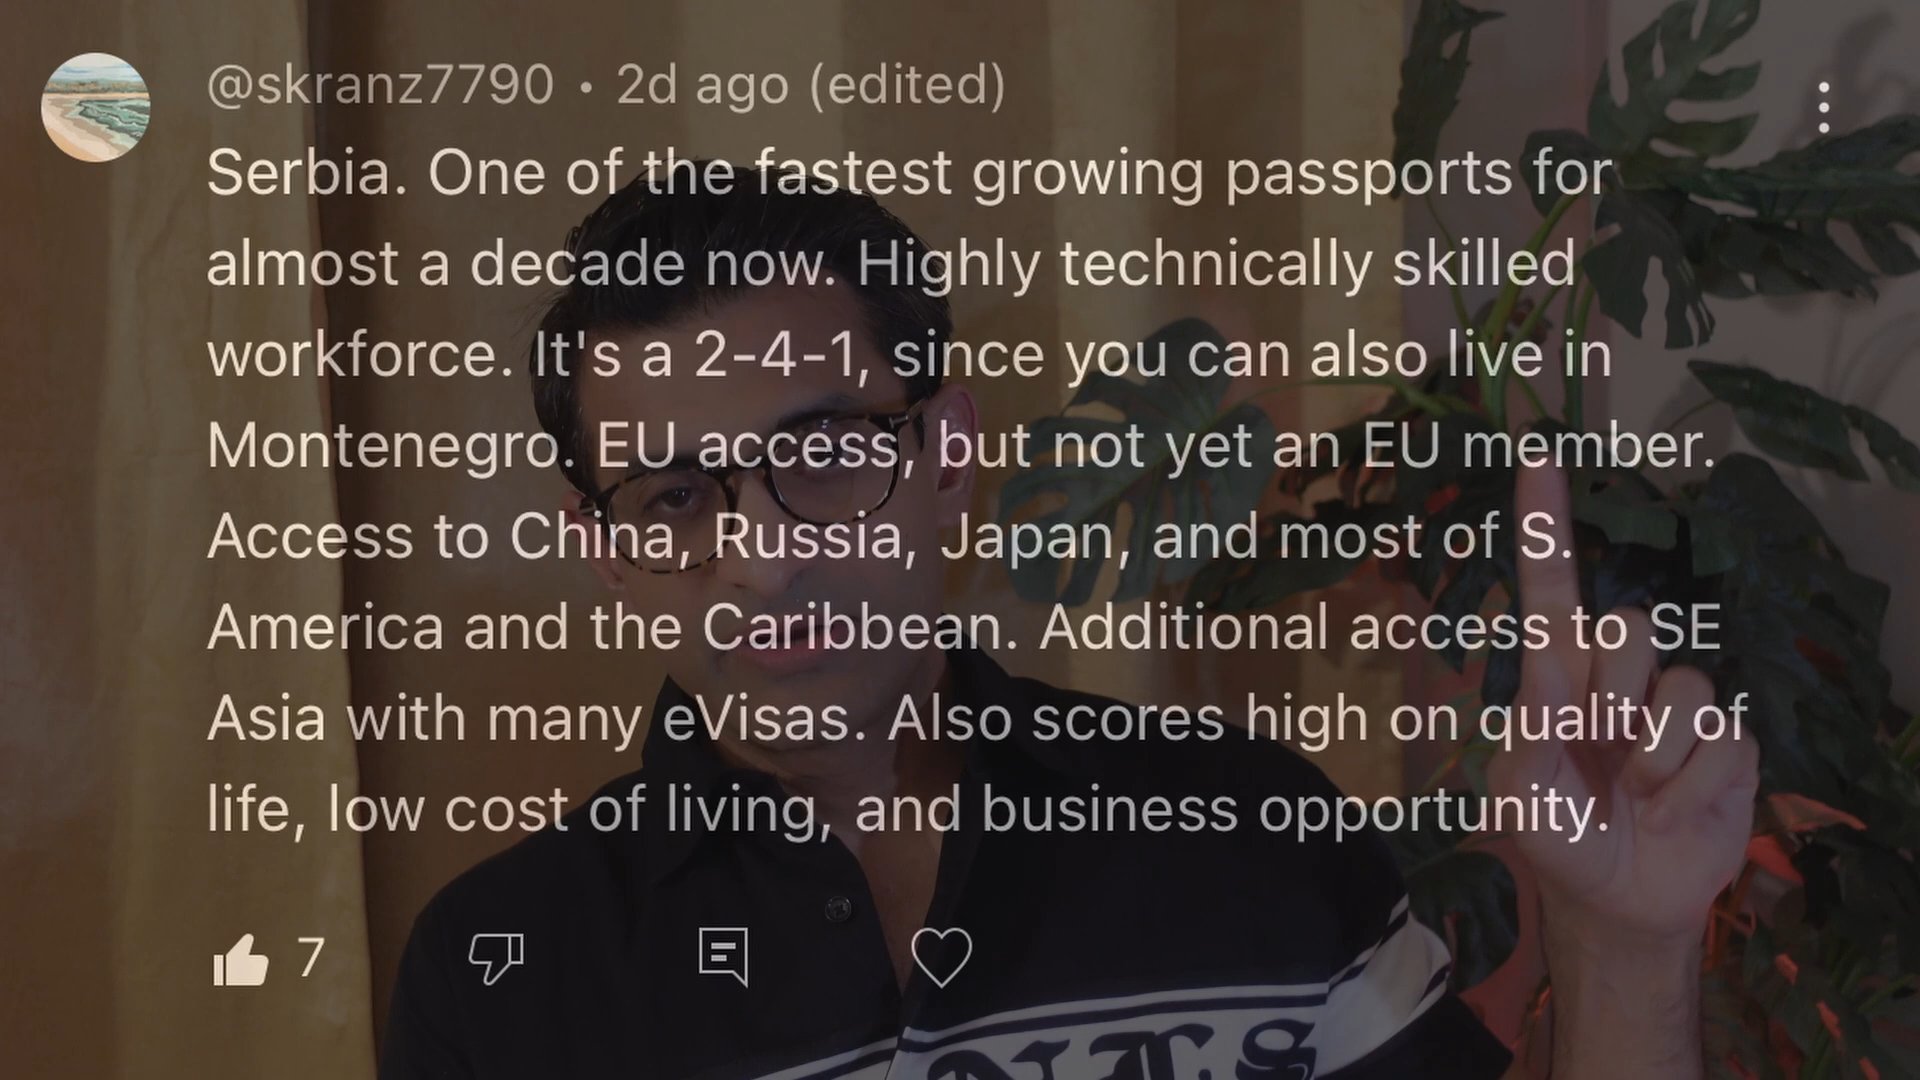 @skranz7790 • 2d ago (edited)
Serbia. One of the fastest growing passports for
almost a decade now. Highly technically skilled
workforce. It's a 2-4-1, since you can also live in
Montenegro. EU access, but not yet an EU member.
Access to China, Russia, Japan, and most of S.
America and the Caribbean. Additional access to SE
Asia with many eVisas. Also scores high on quality of
life, low cost of living, and business opportunity.
7